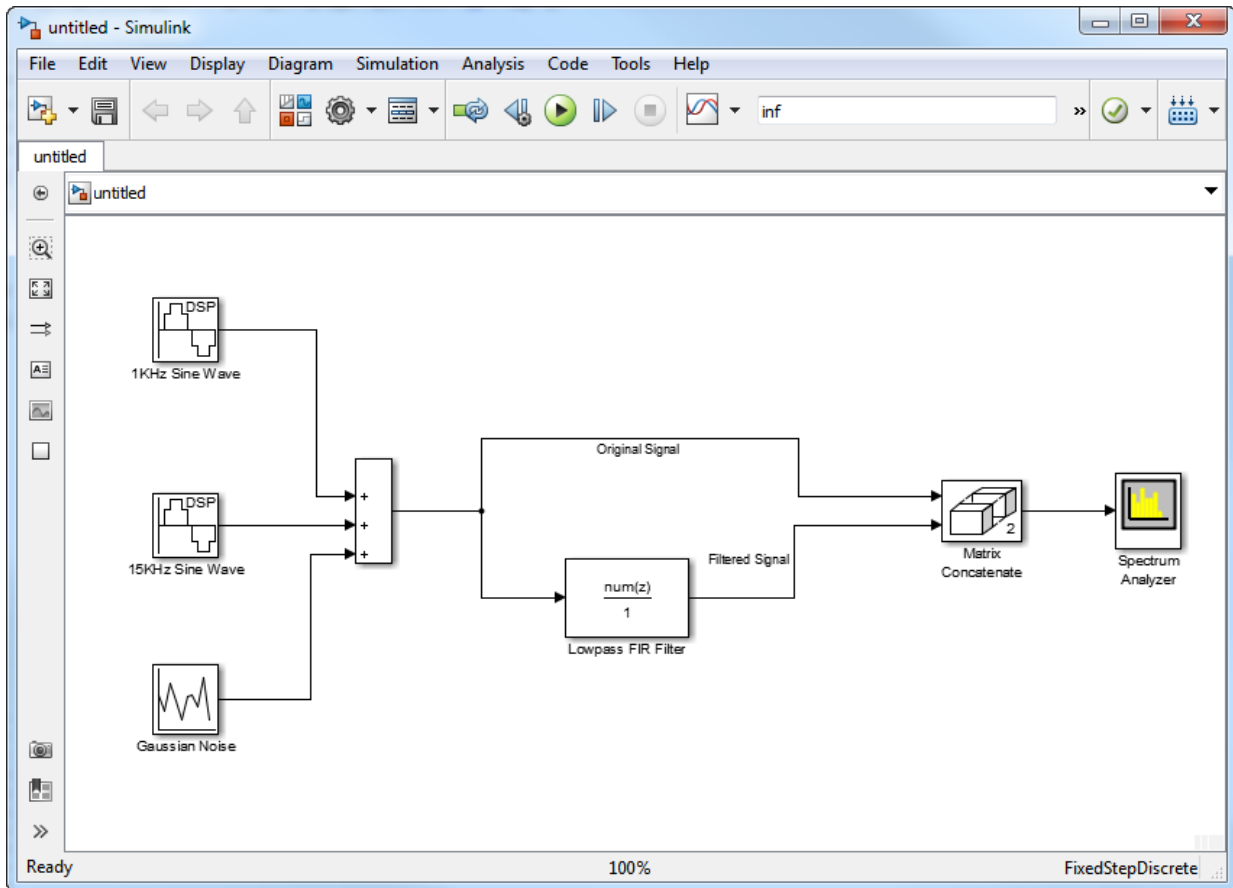 untitled - Simulink
File Edit View Display Diagram Simulation Analysis Code Tools Help
inf
untitled
untitled
DSP
1KHz Sine Wave
DSP
15KHz Sine Wave
Gaussian Noise
+
+
+
Original Signal
Filtered Signal
num(z)
1
Lowpass FIR Filter
2
Matrix
Concatenate
Spectrum
Analyzer
Ready 100% FixedStepDiscrete